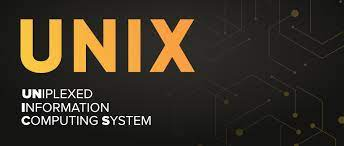 UNIX
UNIPLEXED
INFORMATION
COMPUTING SYSTEM